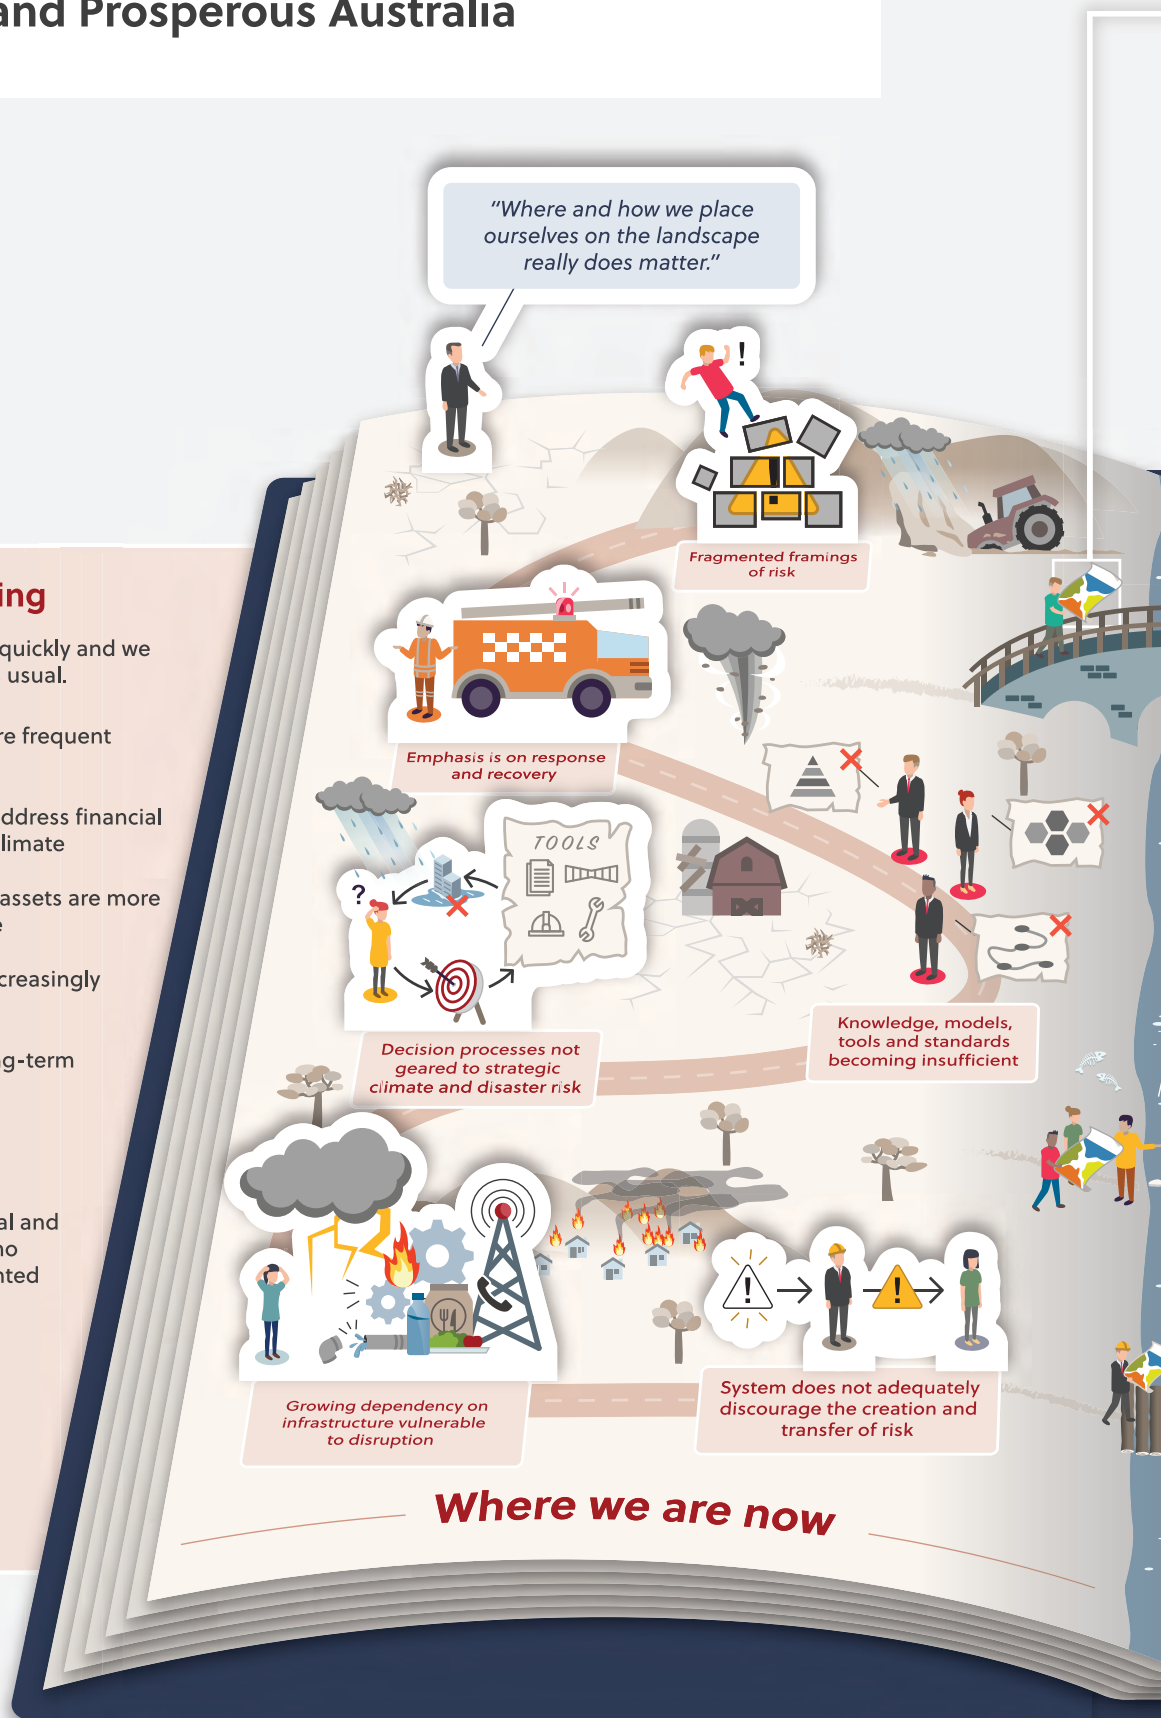 and Prosperous Australia
"Where and how we place
ourselves on the landscape
really does matter."
!
Fragmented framings
of risk
ing
quickly and we
usual.
re frequent
ddress financial
limate
assets are more
e
creasingly
ng-term
al and
no
nted
Emphasis is on response
and recovery
TOOLS
?
Decision processes not
geared to strategic
climate and disaster risk
Knowledge, models,
tools and standards
becoming insufficient
!
!
Growing dependency on
infrastructure vulnerable
to disruption
System does not adequately
discourage the creation and
transfer of risk
Where we are now